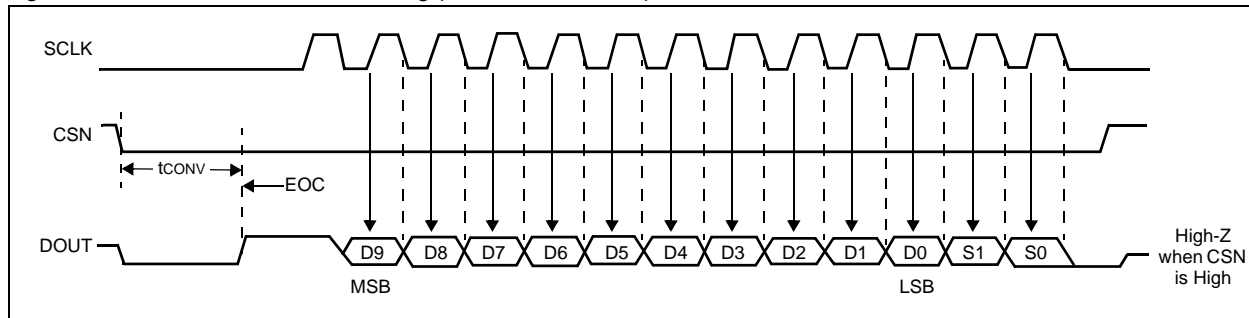 SCLK
CSN
tCONV
EOC
DOUT
D9 D8 D7 D6 D5 D4 D3 D2 D1 D0 S1 S0
MSB
LSB
High-Z
when CSN
is High